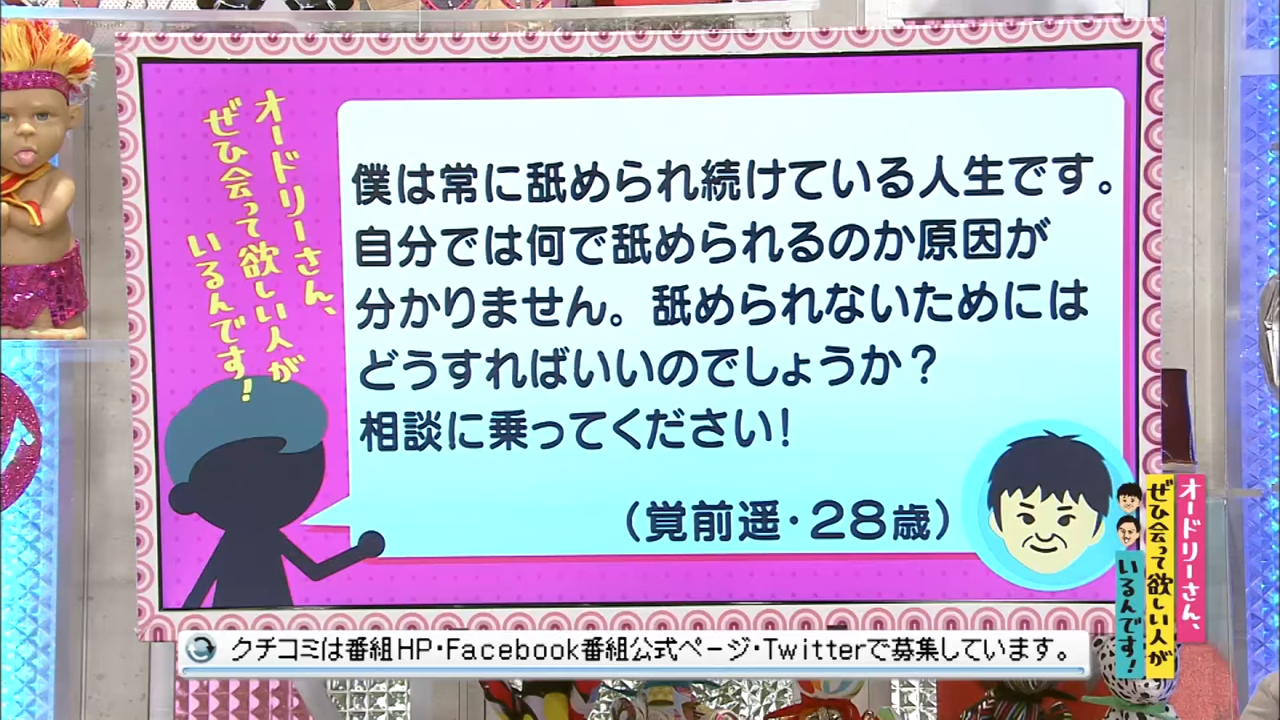 オードリーさん、
ぜひ会って欲しい人が
いるんです!
僕は常に舐められ続けている人生です。
自分では何で舐められるのか原因が
分かりません。舐められないためには
どうすればいいのでしょうか?
相談に乗ってください!
(覚前遥・28歳)
オードリーさん、
ぜひ会って欲しい人が
いるんです!
クチコミは番組HP・Facebook番組公式ページ・Twitterで募集しています。